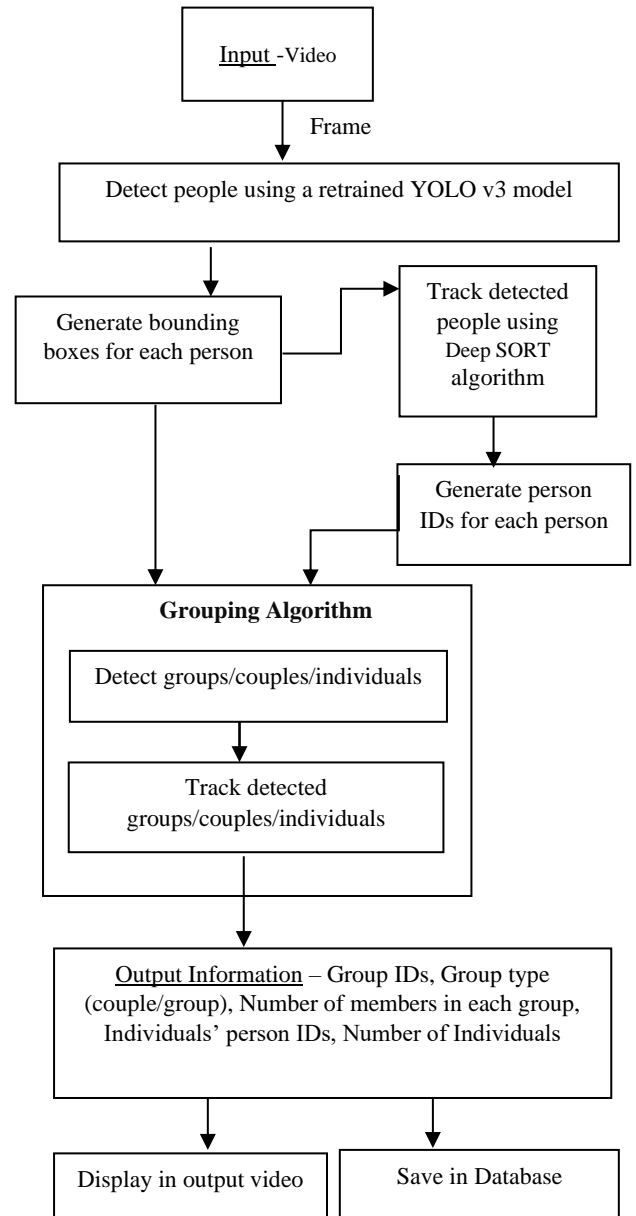 Input -Video
Frame
Detect people using a retrained YOLO v3 model
Generate bounding
boxes for each person
Track detected
people using
Deep SORT
algorithm
Generate person
IDs for each person
Grouping Algorithm
Detect groups/couples/individuals
Track detected
groups/couples/individuals
Output Information – Group IDs, Group type
(couple/group), Number of members in each group,
Individuals’ person IDs, Number of Individuals
Display in output video
Save in Database